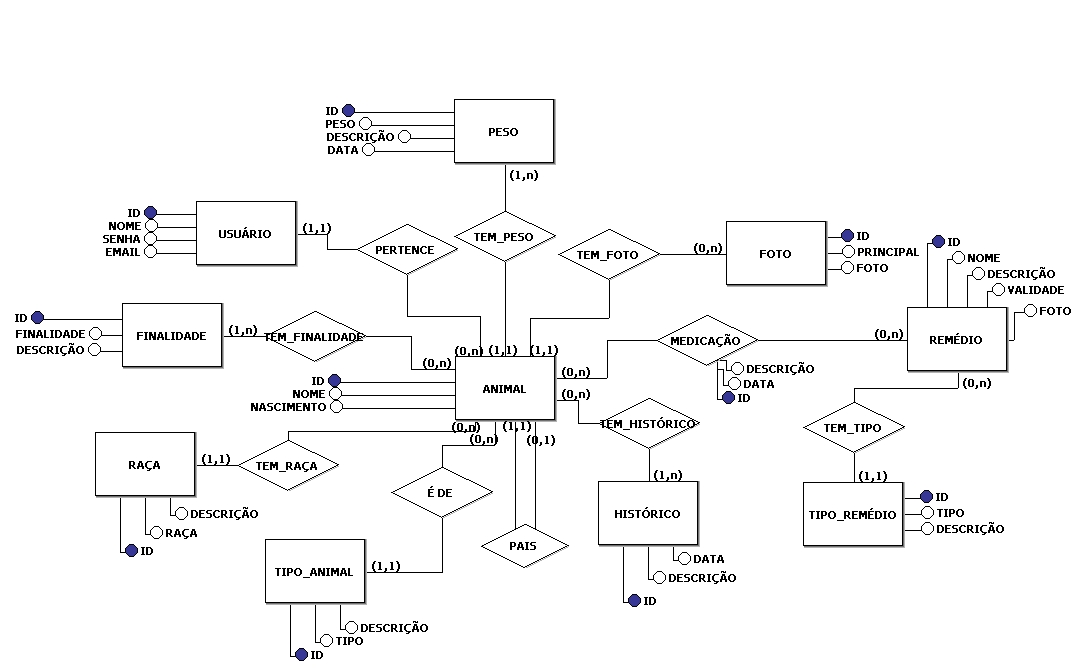 ID
PESO
DESCRIÇÃO
DATA
PESO
(1,n)
ID
NOME
SENHA
EMAIL
USUÁRIO
(1,1)
PERTENCE
TEM_PESO
TEM_FOTO
(0,n)
FOTO
ID
PRINCIPAL
FOTO
ID
NOME
DESCRIÇÃO
VALIDADE
FOTO
ID
FINALIDADE
DESCRIÇÃO
FINALIDADE
(1,n)
TEM_FINALIDADE
(0,n)
(0,n)
(1,1)
(1,1)
MEDICAÇÃO
(0,n)
REMÉDIO
DESCRIÇÃO
DATA
ID
(0,n)
ID
NOME
NASCIMENTO
ANIMAL
(0,n)
(0,n)
TEM_HISTÓRICO
TEM_TIPO
(0,n)
(0,n)
(1,1)
(0,1)
RAÇA
(1,1)
TEM_RAÇA
DESCRIÇÃO
RAÇA
ID
É DE
PAIS
(1,n)
HISTÓRICO
DATA
DESCRIÇÃO
ID
(1,1)
TIPO_REMÉDIO
ID
TIPO
DESCRIÇÃO
TIPO_ANIMAL
(1,1)
DESCRIÇÃO
TIPO
ID